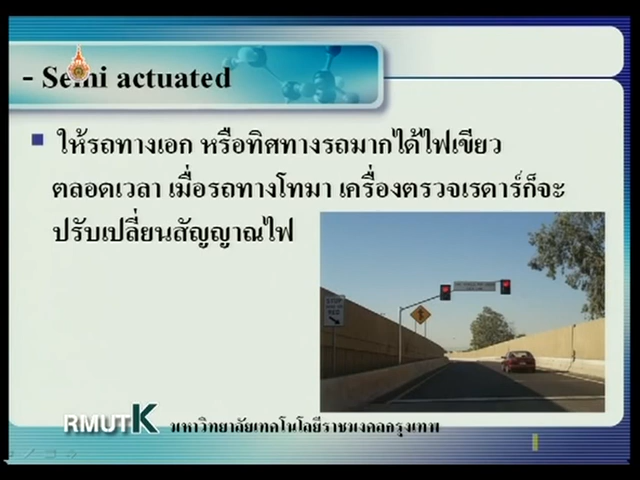 - Semi actuated
ให้รถทางเอก หรือทิศทางรถมากได้ไฟเขียว
ตลอดเวลา เมื่อรถทางโทมา เครื่องตรวจเรดาร์ก็จะ
ปรับเปลี่ยนสัญญาณไฟ
STOP
HERE ON
RED
RMUTK มหาวิทยาลัยเทคโนโลยีราชมงคลกรุงเทพ